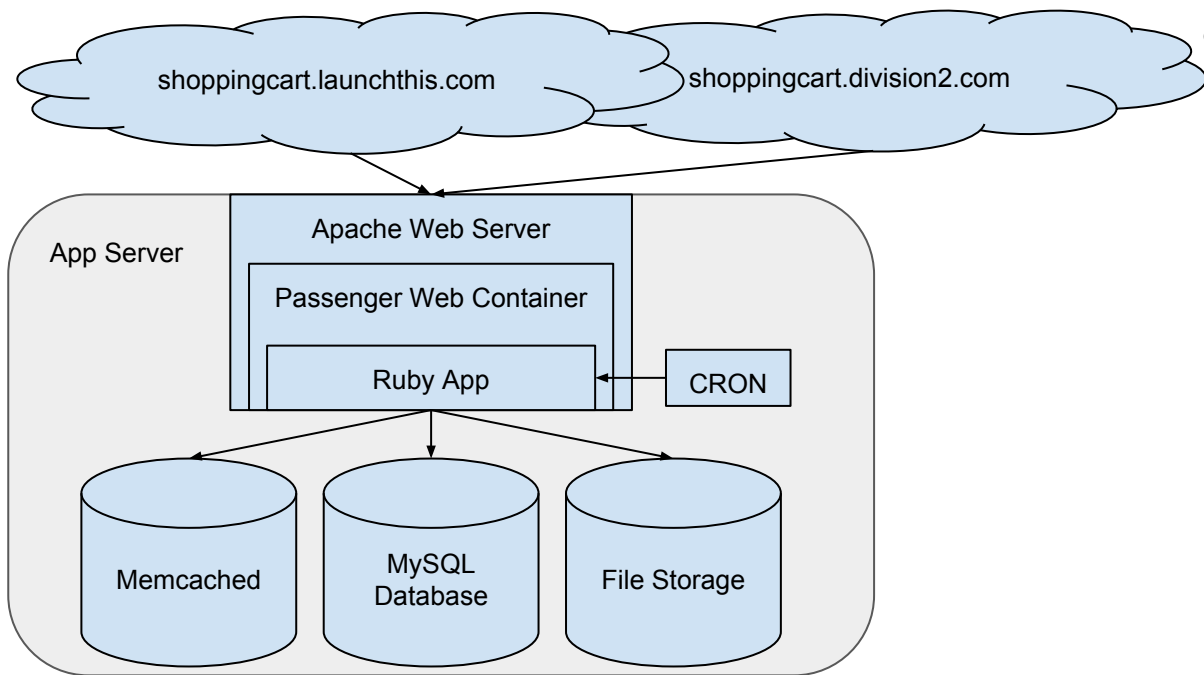 shoppingcart.launchthis.com
shoppingcart.division2.com
App Server
Apache Web Server
Passenger Web Container
Ruby App
CRON
Memcached
MySQL
Database
File Storage